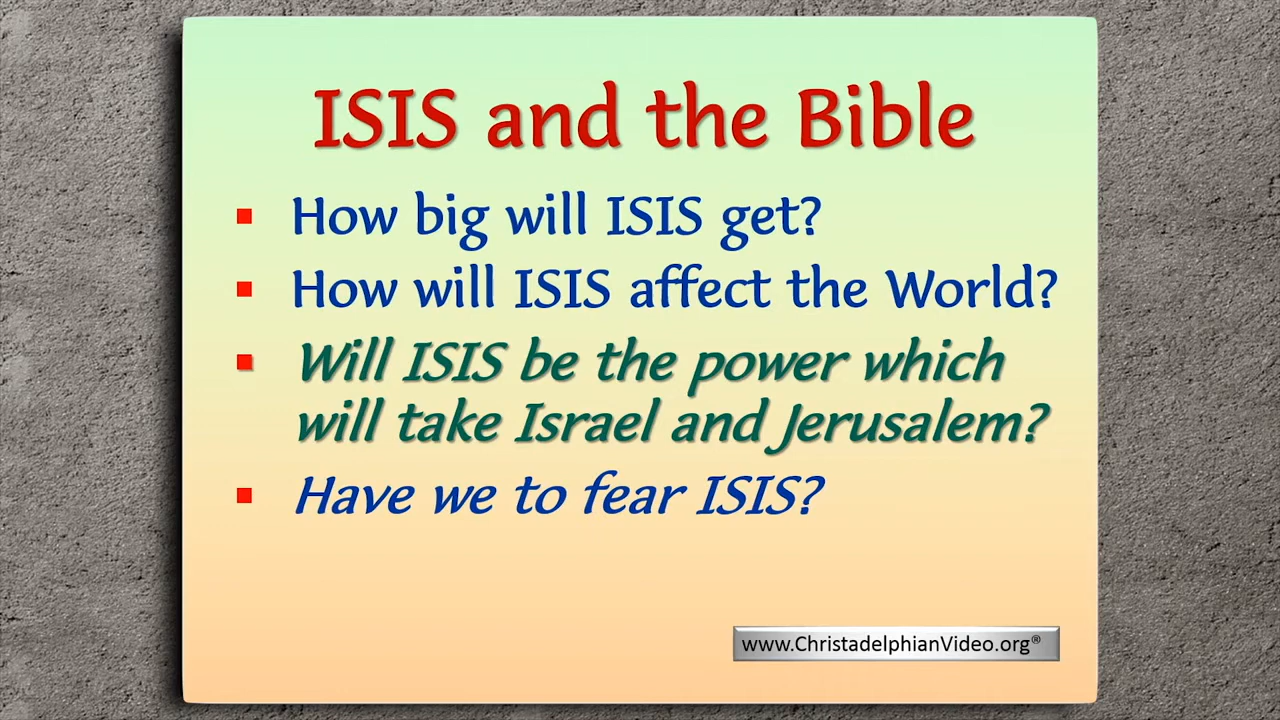 ISIS and the Bible
▪ How big will ISIS get?
▪ How will ISIS affect the World?
▪ Will ISIS be the power which
will take Israel and Jerusalem?
▪ Have we to fear ISIS?
www.ChristadelphianVideo.org®